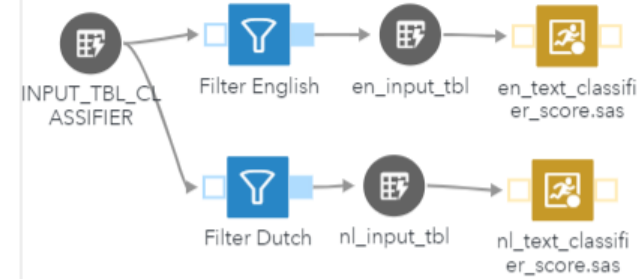 INPUT_TBL_CL
ASSIFIER
Filter English
en_input_tbl
en_text_classifi
er_score.sas
Filter Dutch
nl_input_tbl
nl_text_classifi
er_score.sas